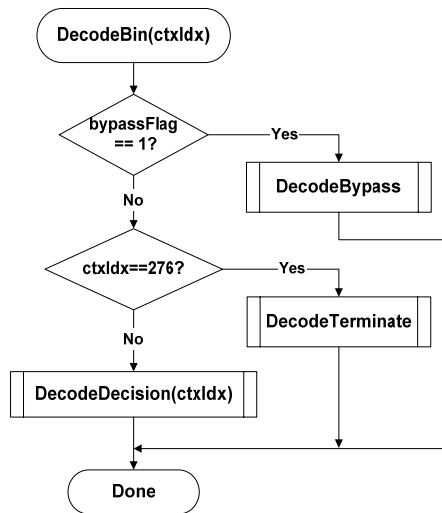 DecodeBin(ctxIdx)
bypassFlag
== 1?
Yes
DecodeBypass
No
ctxIdx==276?
Yes
DecodeTerminate
No
DecodeDecision(ctxIdx)
Done